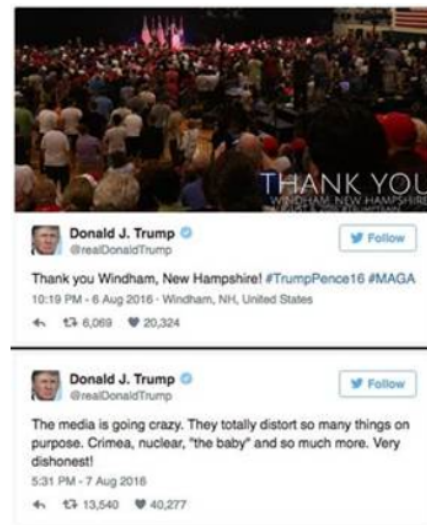 THANK YOU
WINDHAM, NEW HAMPSHIRE
Donald J. Trump
@realDonaldTrump
Follow
Thank you Windham, New Hampshire! #TrumpPence16 #MAGA
10:19 PM - 6 Aug 2016 · Windham, NH, United States
6,069 20,324
Donald J. Trump
@realDonaldTrump
Follow
The media is going crazy. They totally distort so many things on
purpose. Crimea, nuclear, "the baby" and so much more. Very
dishonest!
5:31 PM - 7 Aug 2016
13,540 40,277